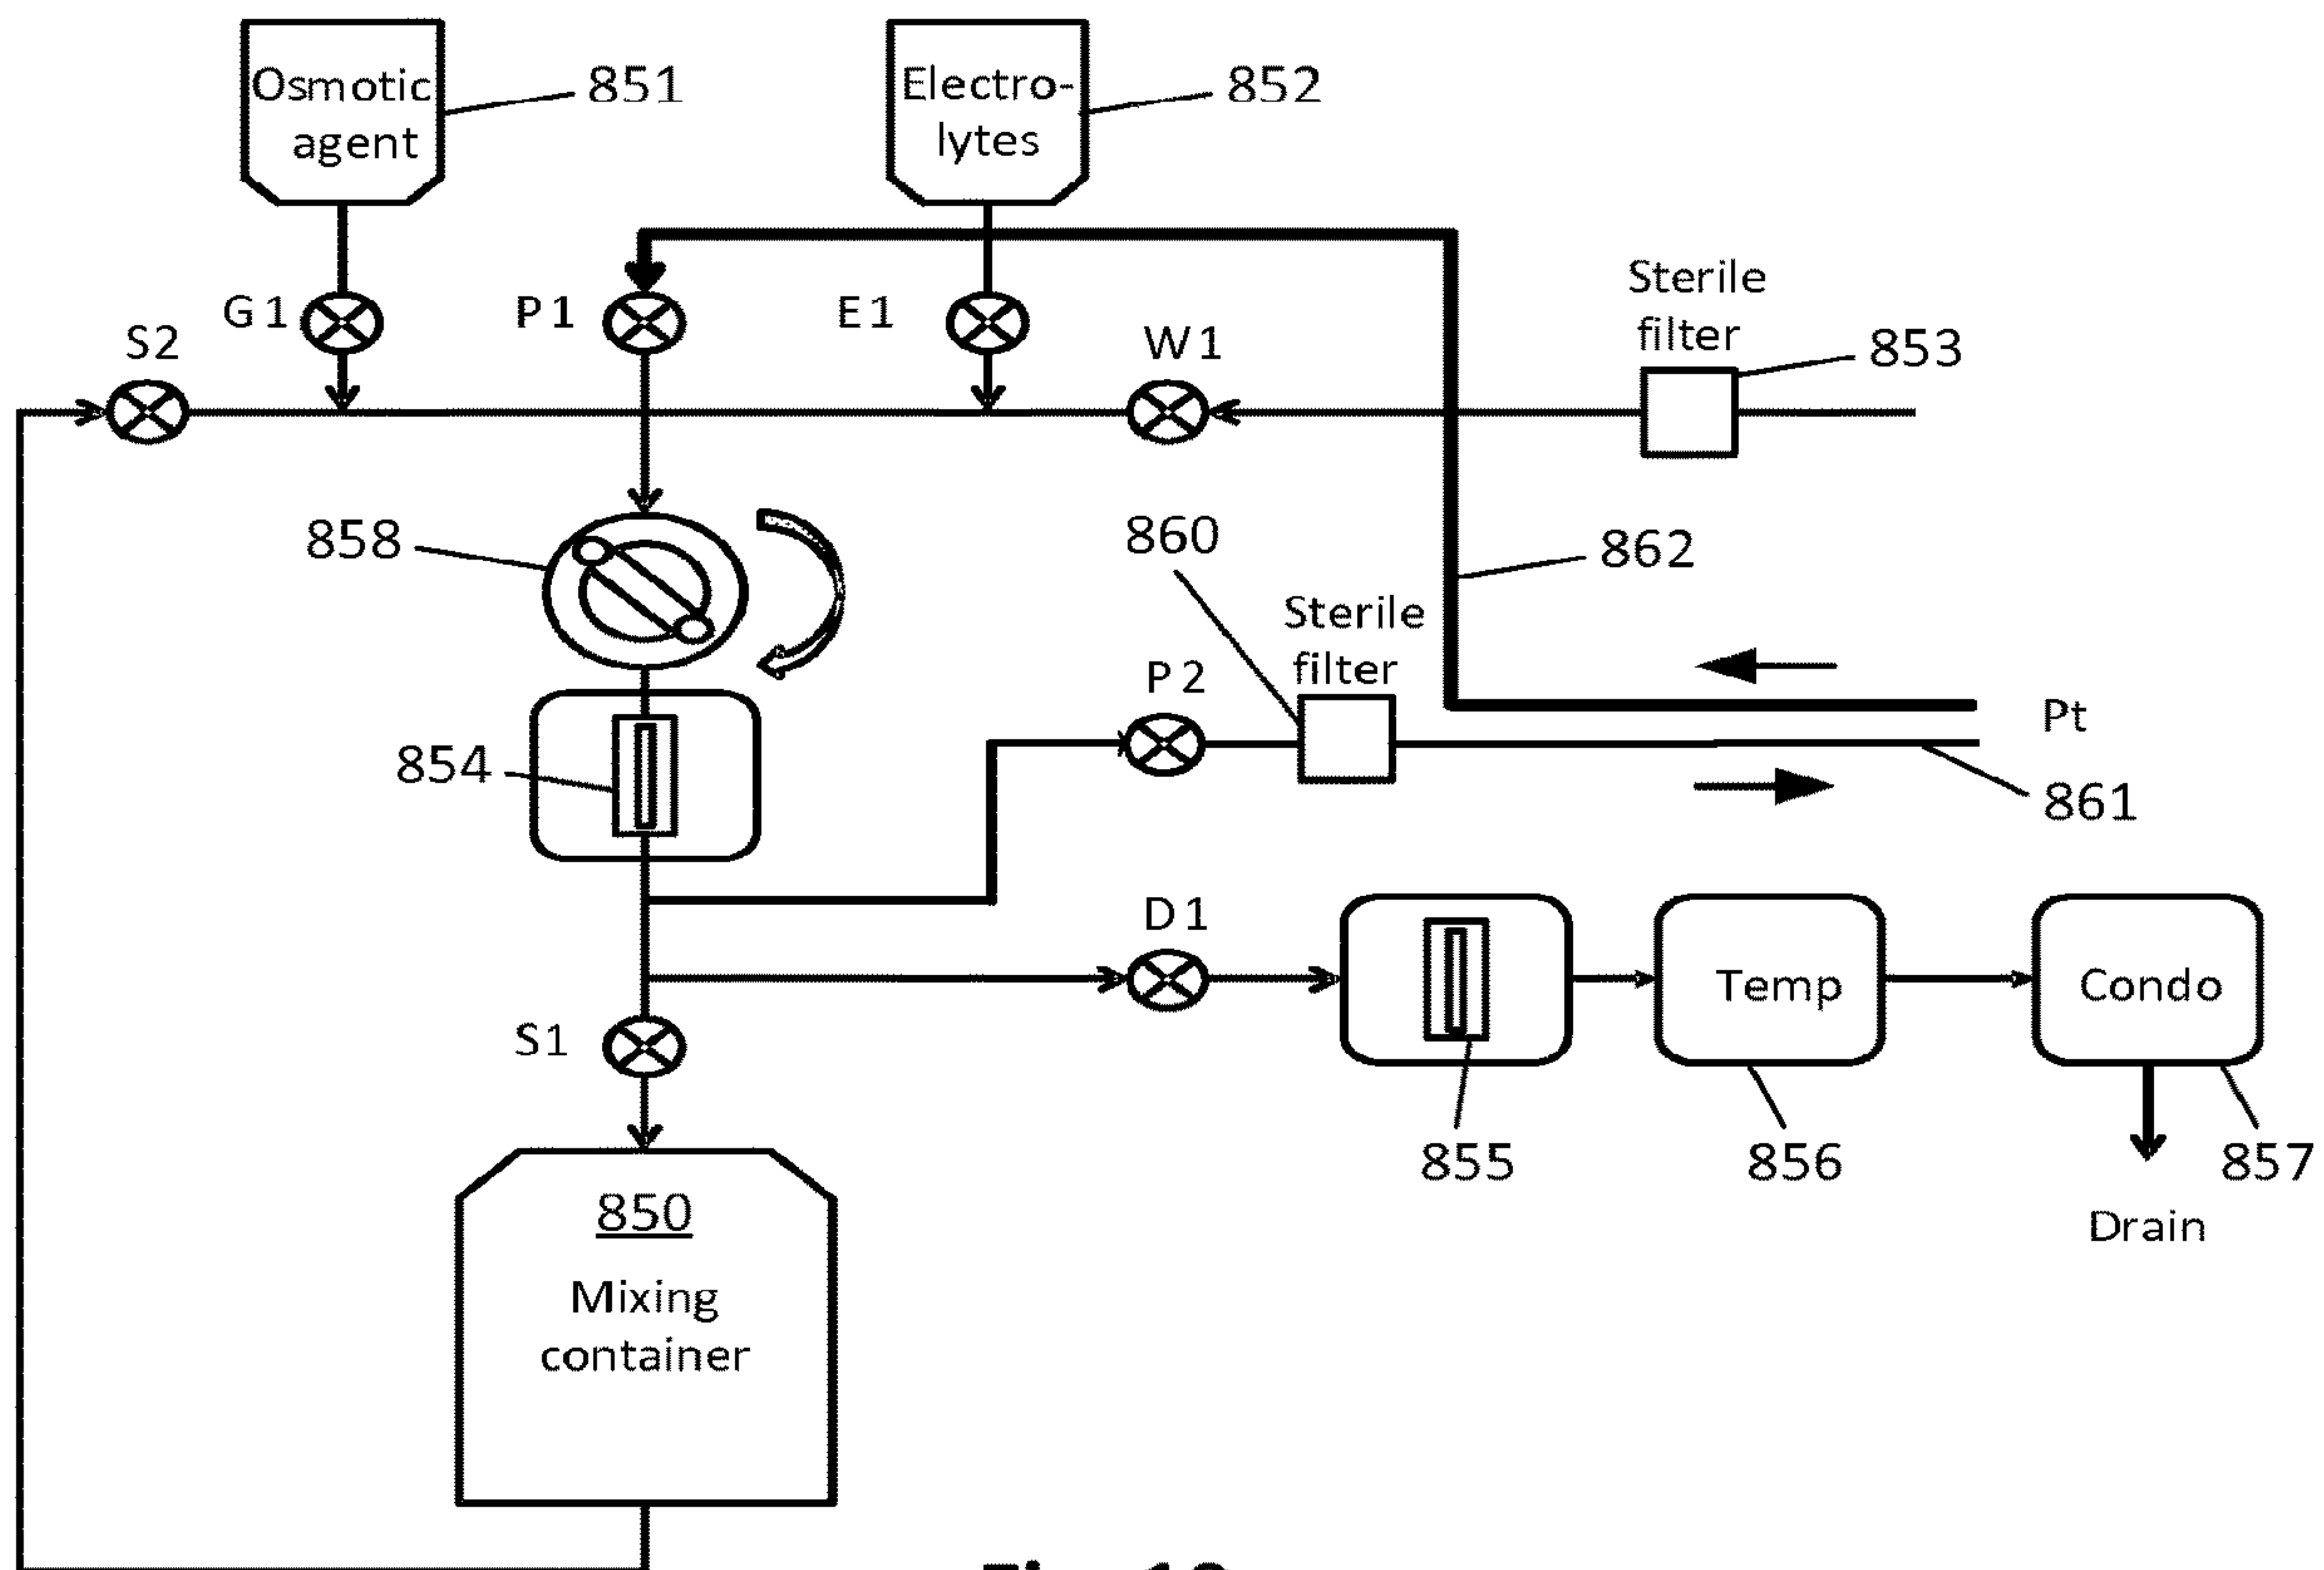 Osmotic
agent
851
Electro-
lytes
852
Sterile
filter
853
G1
P1
E1
S2
W1
858
860
862
Sterile
filter
P2
Pt
854
861
D1
Temp
Condo
S1
855
856
857
850
Drain
Mixing
container